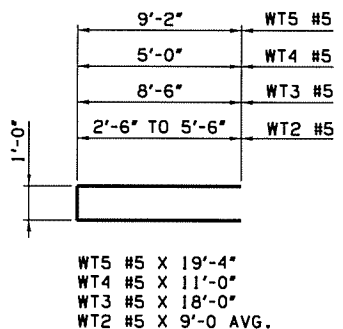 9'-2" WT5 #5
5'-0" WT4 #5
8'-6" WT3 #5
2'-6" TO 5'-6" WT2 #5
1'-0"
WT5 #5 X 19'-4"
WT4 #5 X 11'-0"
WT3 #5 X 18'-0"
WT2 #5 X 9'-0 AVG.